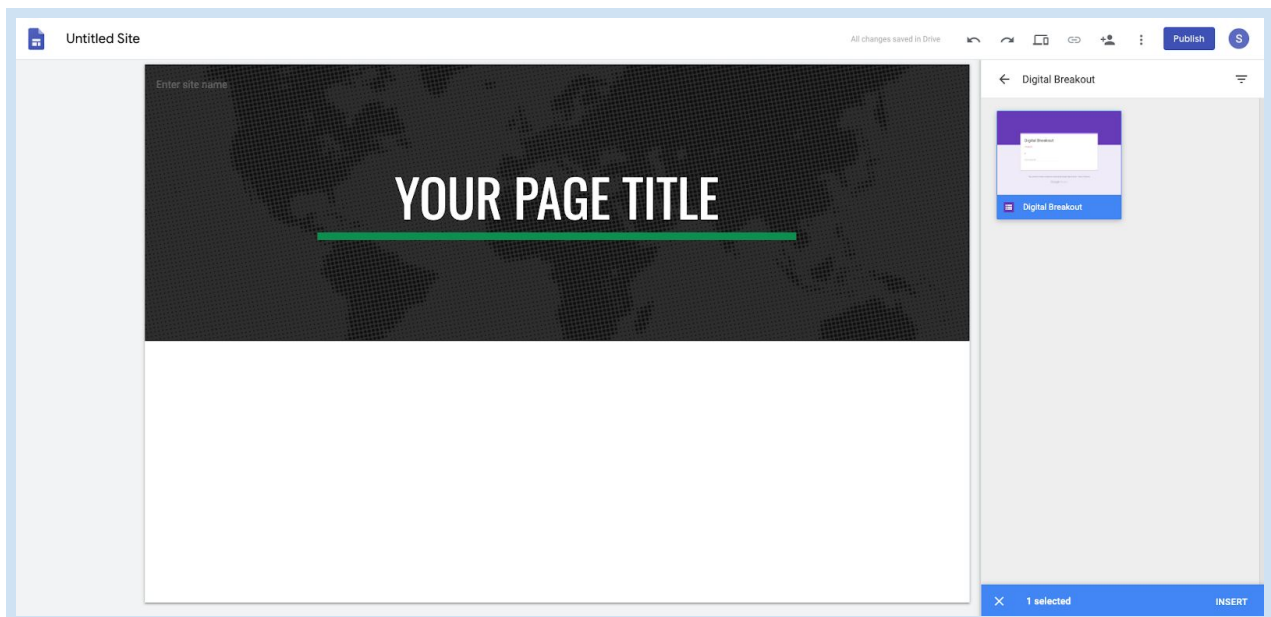 Untitled Site
All changes saved in Drive
Publish
S
Enter site name
YOUR PAGE TITLE
Digital Breakout
Digital Breakout
Digital Breakout
1 selected
INSERT